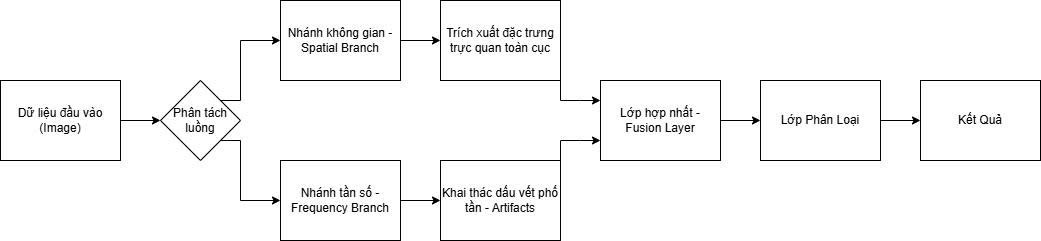 Dữ liệu đầu vào
(Image)
Phân tách
luồng
Nhánh không gian -
Spatial Branch
Trích xuất đặc trưng
trực quan toàn cục
Nhánh tần số -
Frequency Branch
Khai thác dấu vết phổ
tần - Artifacts
Lớp hợp nhất -
Fusion Layer
Lớp Phân Loại
Kết Quả